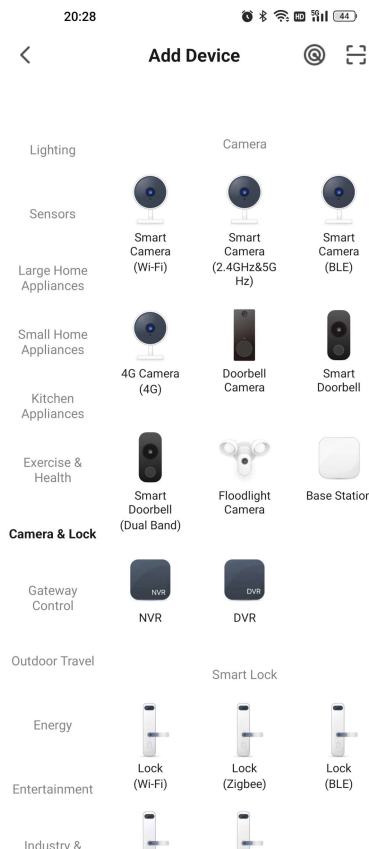 20:28
HD 5G 44
Add Device
Lighting
Sensors
Large Home
Appliances
Small Home
Appliances
Kitchen
Appliances
Exercise &
Health
Camera & Lock
Gateway
Control
Outdoor Travel
Energy
Entertainment
Industry &
Camera
Smart
Camera
(Wi-Fi)
Smart
Camera
(2.4GHz&5G
Hz)
Smart
Camera
(BLE)
4G Camera
(4G)
Doorbell
Camera
Smart
Doorbell
Smart
Doorbell
(Dual Band)
Floodlight
Camera
Base Station
NVR
NVR
DVR
DVR
Smart Lock
Lock
(Wi-Fi)
Lock
(Zigbee)
Lock
(BLE)